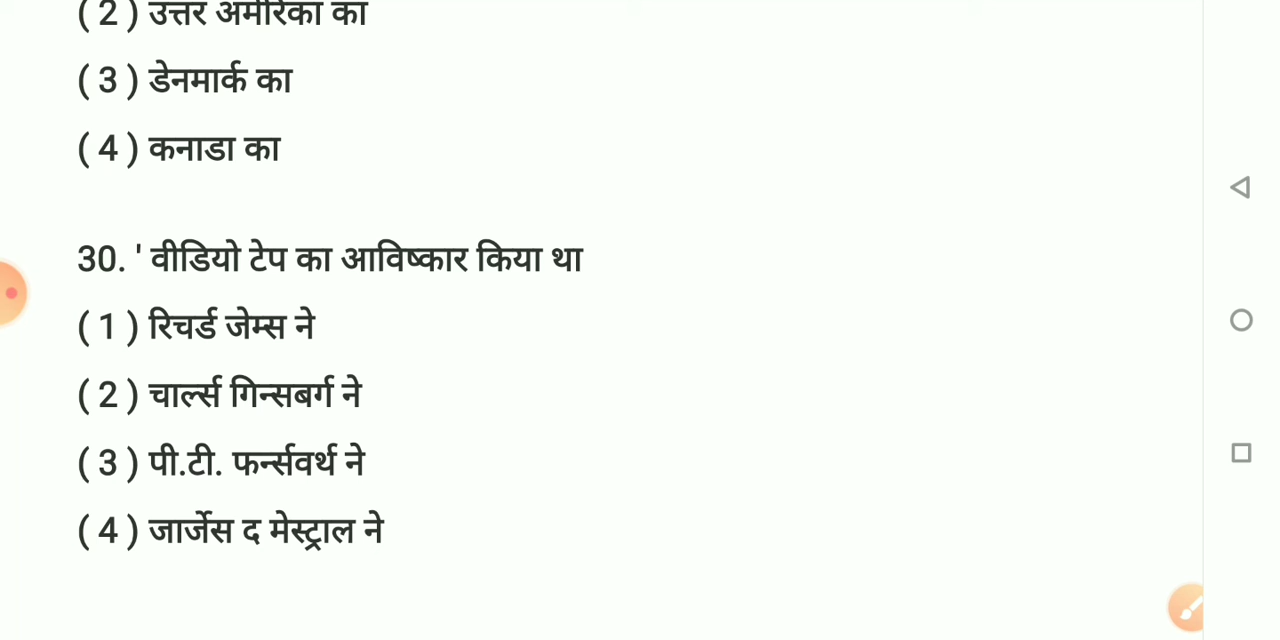 ( 2 ) उत्तर अमेरिका का
( 3 ) डेनमार्क का
( 4 ) कनाडा का
30. ' वीडियो टेप का आविष्कार किया था
( 1 ) रिचर्ड जेम्स ने
( 2 ) चार्ल्स गिन्सबर्ग ने
( 3 ) पी.टी. फर्न्सवर्थ ने
( 4 ) जार्जेस द मेस्ट्राल ने